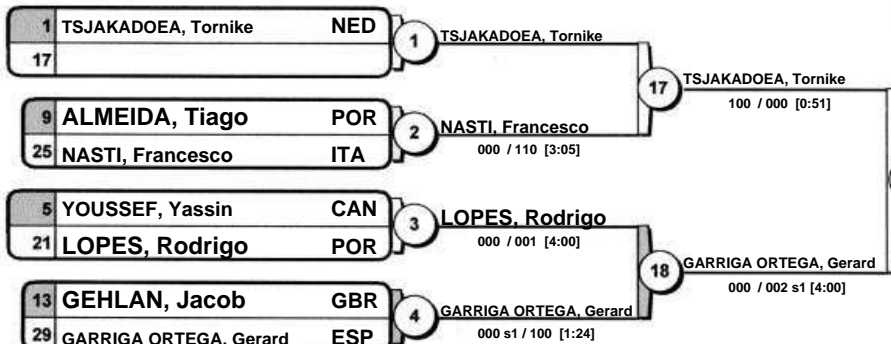 1 TSJAKADOEA, Tornike NED
17
1 TSJAKADOEA, Tornike
9 ALMEIDA, Tiago POR
25 NASTI, Francesco ITA
2 NASTI, Francesco
000 / 110 [3:05]
17 TSJAKADOEA, Tornike
100 / 000 [0:51]
5 YOUSSEF, Yassin CAN
21 LOPES, Rodrigo POR
3 LOPES, Rodrigo
000 / 001 [4:00]
13 GEHLAN, Jacob GBR
29 GARRIGA ORTEGA, Gerard ESP
4 GARRIGA ORTEGA, Gerard
000 s1 / 100 [1:24]
18 GARRIGA ORTEGA, Gerard
000 / 002 s1 [4:00]